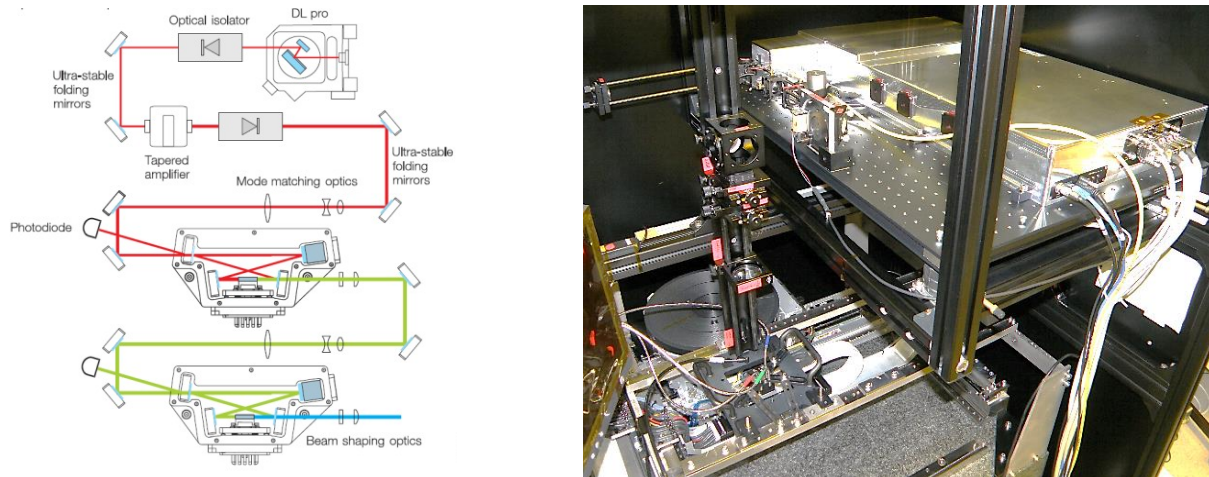 Optical isolator
DL pro
Ultra-stable
folding
mirrors
Tapered
amplifier
Ultra-stable
folding
mirrors
Mode matching optics
Photodiode
Beam shaping optics